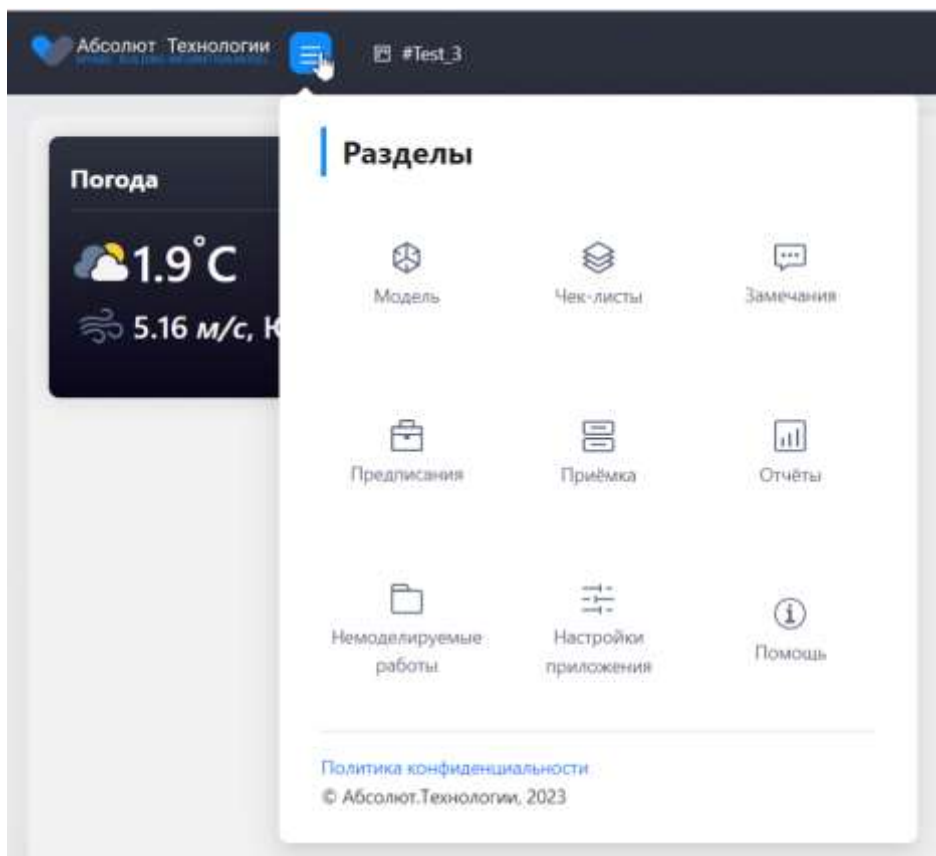 Абсолют Технологии
#Test_3
Разделы
Погода
1.9°C
5.16 м/с,
Модель
Чек-листы
Замечания
Предписания
Приёмка
Отчёты
Немоделируемые
работы
Настройки
приложения
Помощь
Политика конфиденциальности
© Абсолют.Технологии, 2023